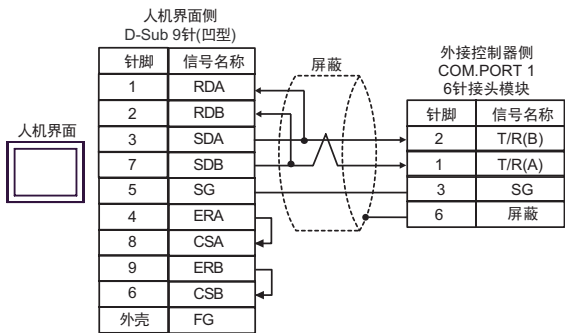 人机界面侧
D-Sub 9针(凹型)
针脚 信号名称
1 RDA
2 RDB
3 SDA
7 SDB
5 SG
4 ERA
8 CSA
9 ERB
6 CSB
外壳 FG
人机界面
屏蔽
外接控制器侧
COM.PORT 1
6针接头模块
针脚 信号名称
2 T/R(B)
1 T/R(A)
3 SG
6 屏蔽